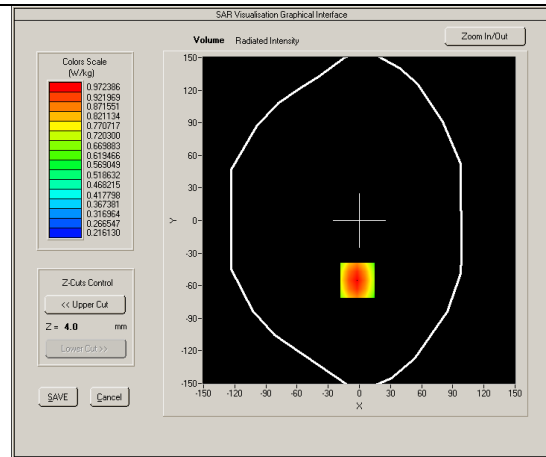 SAR Visualisation Graphical Interface
Volume Radiated Intensity
Zoom In/Out
Colors Scale
(W/kg)
0.972386
0.921969
0.871551
0.821134
0.770717
0.720300
0.669883
0.619466
0.569049
0.518632
0.468215
0.417798
0.367381
0.316964
0.266547
0.216130
Z-Cuts Control
<< Upper Cut
Z = 4.0 mm
Lower Cut >>
SAVE Cancel
150
120
90
60
30
0
-30
-60
-90
-120
-150
Y
-150 -120 -90 -60 -30 0 30 60 90 120 150
X